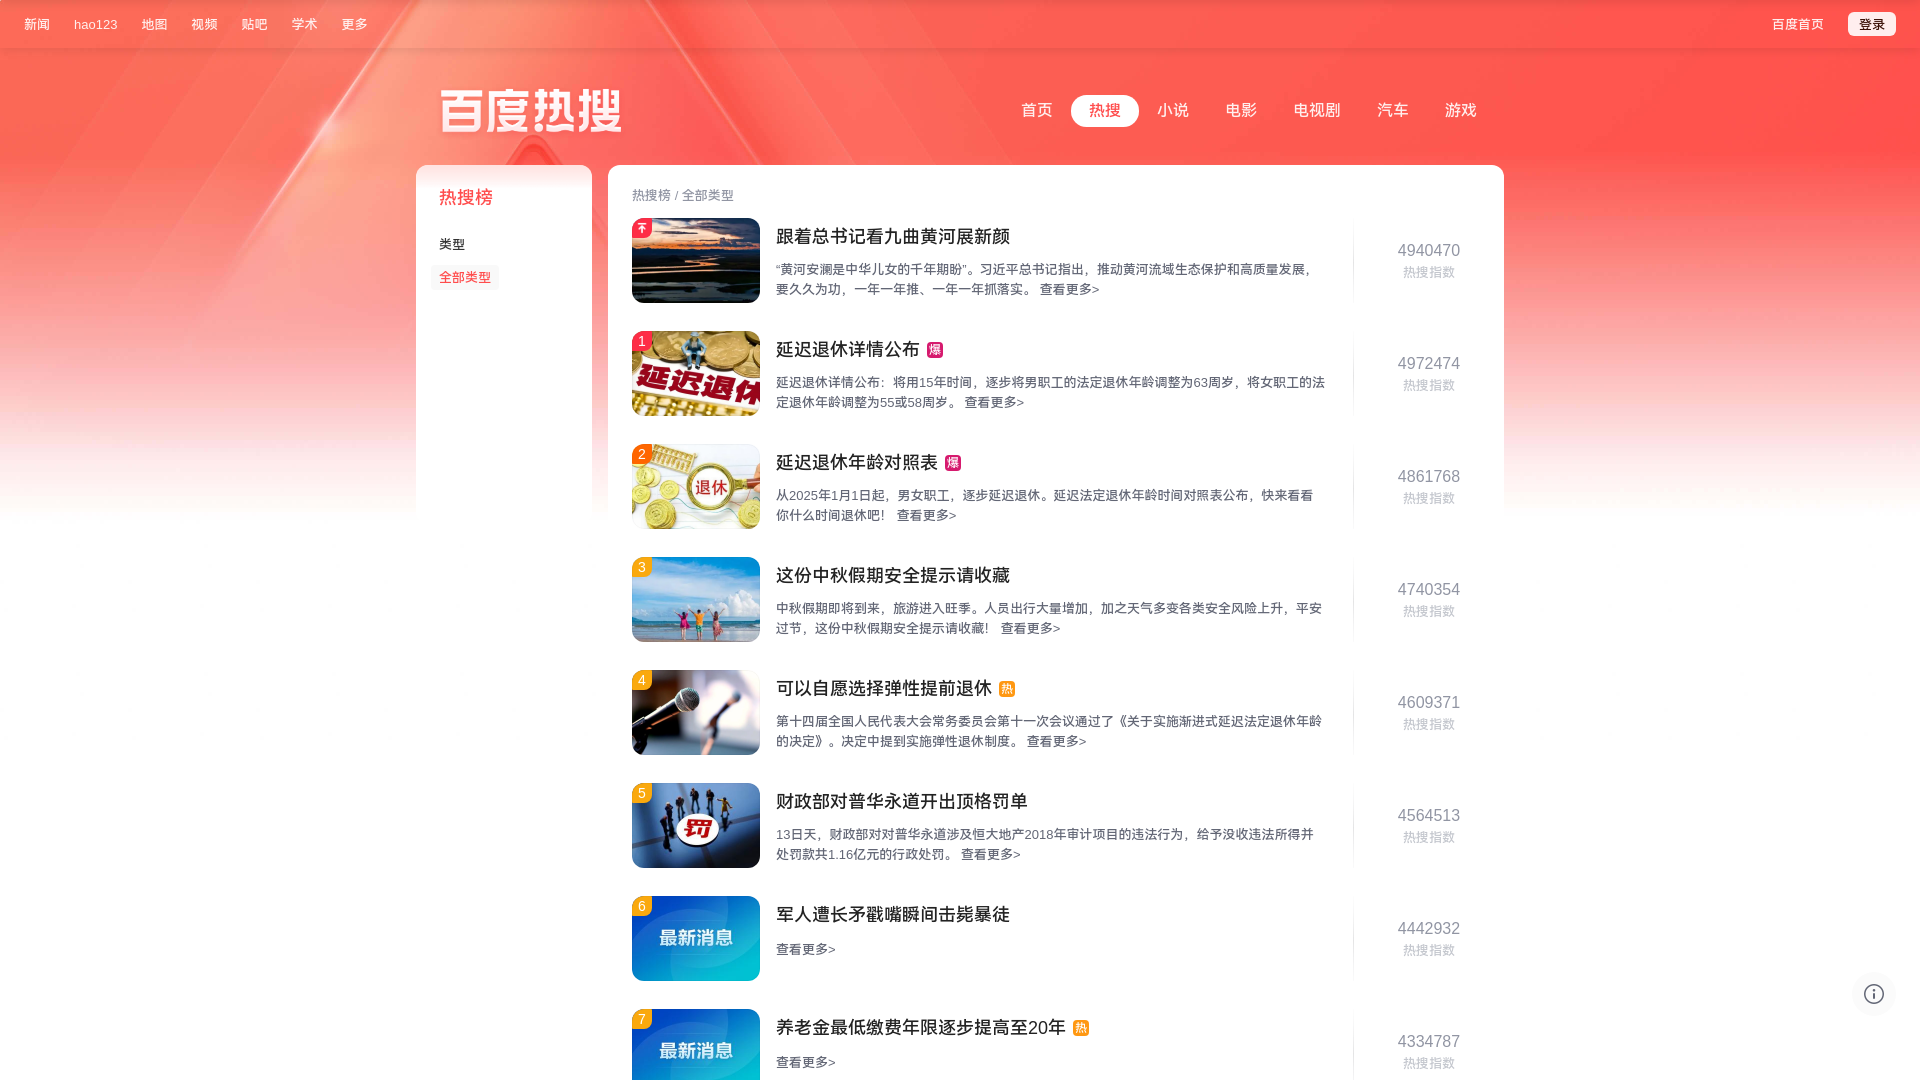 新闻 hao123 地图 视频 贴吧 学术 更多 百度首页 登录
百度热搜
首页 热搜 小说 电影 电视剧 汽车 游戏
热搜榜
类型
全部类型
热搜榜 / 全部类型
跟着总书记看九曲黄河展新颜
“黄河安澜是中华儿女的千年期盼”。习近平总书记指出，推动黄河流域生态保护和高质量发展，
要久久为功，一年一年推、一年一年抓落实。 查看更多>
4940470
热搜指数
1
延迟退休
延迟退休详情公布 爆
延迟退休详情公布：将用15年时间，逐步将男职工的法定退休年龄调整为63周岁，将女职工的法
定退休年龄调整为55或58周岁。 查看更多>
4972474
热搜指数
2
退休
延迟退休年龄对照表 爆
从2025年1月1日起，男女职工，逐步延迟退休。延迟法定退休年龄时间对照表公布，快来看看
你什么时间退休吧！ 查看更多>
4861768
热搜指数
3
这份中秋假期安全提示请收藏
中秋假期即将到来，旅游进入旺季。人员出行大量增加，加之天气多变各类安全风险上升，平安
过节，这份中秋假期安全提示请收藏！ 查看更多>
4740354
热搜指数
4
可以自愿选择弹性提前退休 热
第十四届全国人民代表大会常务委员会第十一次会议通过了《关于实施渐进式延迟法定退休年龄
的决定》。决定中提到实施弹性退休制度。 查看更多>
4609371
热搜指数
5
罚
财政部对普华永道开出顶格罚单
13日天，财政部对对普华永道涉及恒大地产2018年审计项目的违法行为，给予没收违法所得并
处罚款共1.16亿元的行政处罚。 查看更多>
4564513
热搜指数
6
最新消息
军人遭长矛戳嘴瞬间击毙暴徒
查看更多>
4442932
热搜指数
7
最新消息
养老金最低缴费年限逐步提高至20年 热
查看更多>
4334787
热搜指数